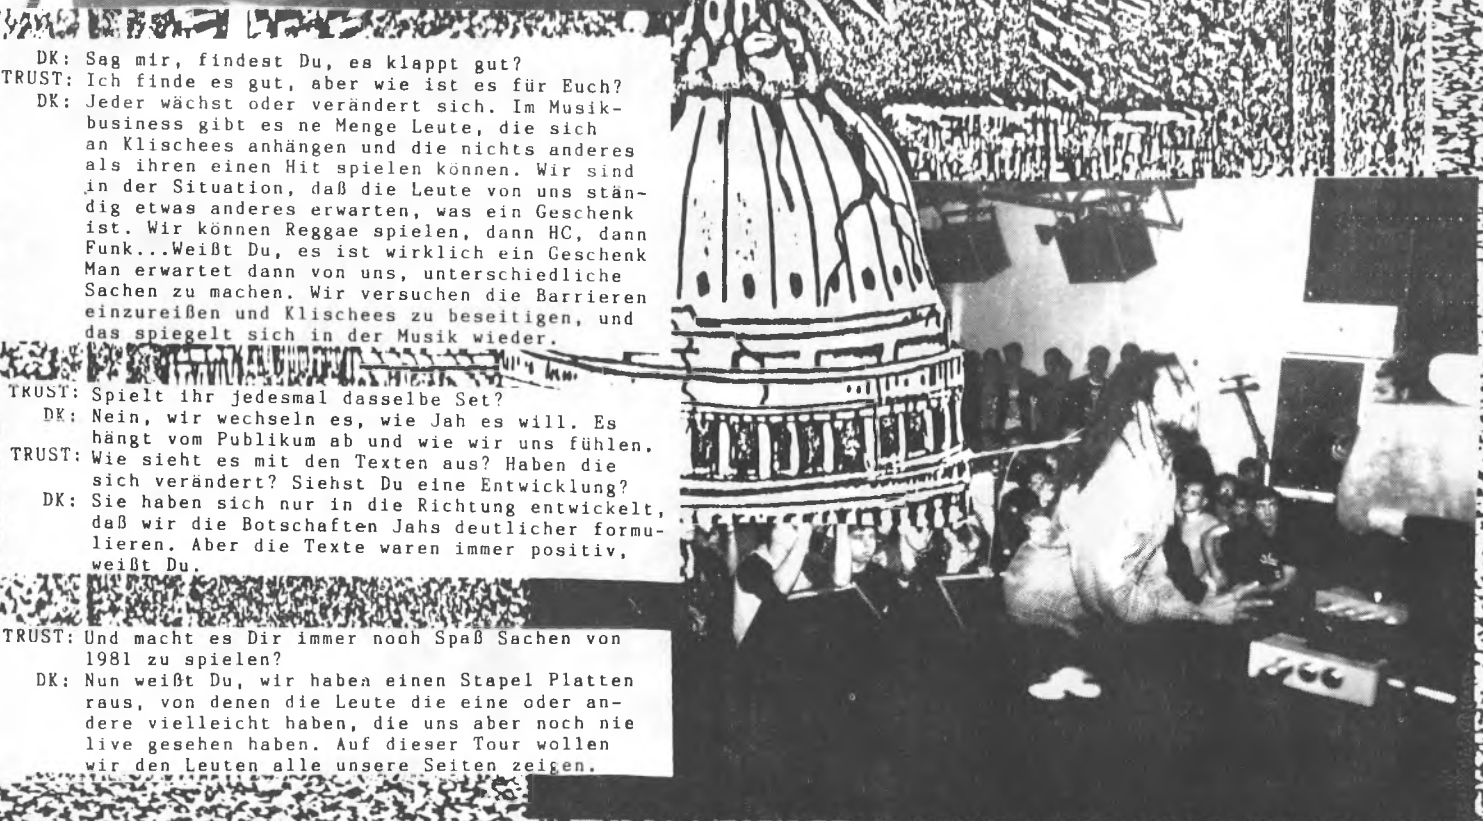 DK: Sag mir, findest Du, es klappt gut?
TRUST: Ich finde es gut, aber wie ist es für Euch?
DK: Jeder wächst oder verändert sich. Im Musik-
business gibt es ne Menge Leute, die sich
an Klischees anhängen und die nichts anderes
als ihren einen Hit spielen können. Wir sind
in der Situation, daß die Leute von uns stän-
dig etwas anderes erwarten, was ein Geschenk
ist. Wir können Reggae spielen, dann HC, dann
Funk...Weißt Du, es ist wirklich ein Geschenk
Man erwartet dann von uns, unterschiedliche
Sachen zu machen. Wir versuchen die Barrieren
einzureißen und Klischees zu beseitigen, und
das spiegelt sich in der Musik wieder.
TRUST: Spielt ihr jedesmal dasselbe Set?
DK: Nein, wir wechseln es, wie Jah es will. Es
hängt vom Publikum ab und wie wir uns fühlen.
TRUST: Wie sieht es mit den Texten aus? Haben die
sich verändert? Siehst Du eine Entwicklung?
DK: Sie haben sich nur in die Richtung entwickelt,
daß wir die Botschaften Jahs deutlicher formu-
lieren. Aber die Texte waren immer positiv,
weißt Du.
TRUST: Und macht es Dir immer nooh Spaß Sachen von
1981 zu spielen?
DK: Nun weißt Du, wir haben einen Stapel Platten
raus, von denen die Leute die eine oder an-
dere vielleicht haben, die uns aber noch nie
live gesehen haben. Auf dieser Tour wollen
wir den Leuten alle unsere Seiten zeigen.